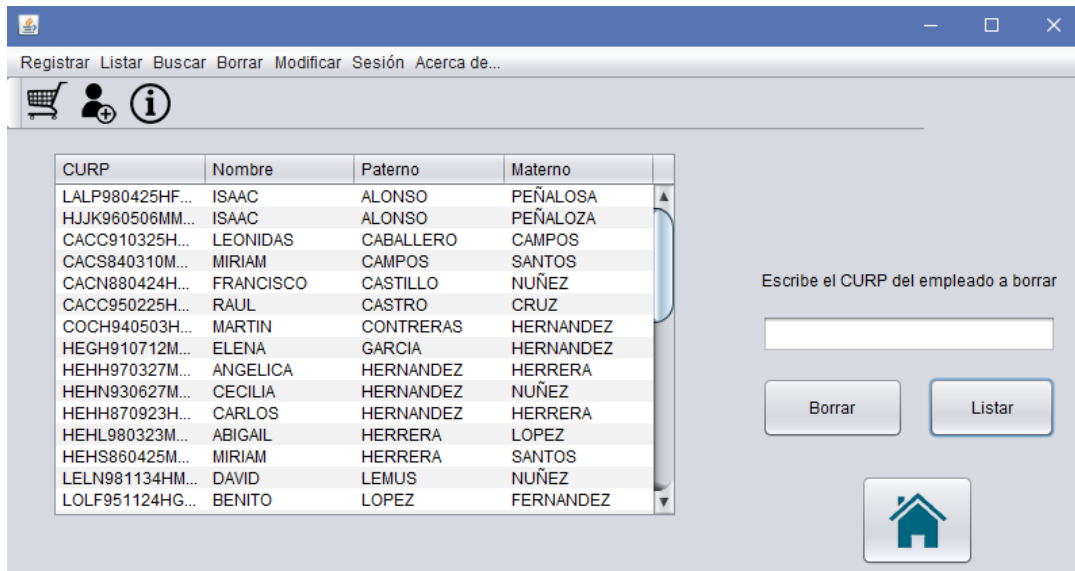 Registrar Listar Buscar Borrar Modificar Sesión Acerca de...
CURP Nombre Paterno Materno
LALP980425HF... ISAAC ALONSO PEÑALOSA
HJJK960506MM... ISAAC ALONSO PEÑALOZA
CACC910325H... LEONIDAS CABALLERO CAMPOS
CACS840310M... MIRIAM CAMPOS SANTOS
CACN880424H... FRANCISCO CASTILLO NUÑEZ
CACC950225H... RAUL CASTRO CRUZ
COCH940503H... MARTIN CONTRERAS HERNANDEZ
HEGH910712M... ELENA GARCIA HERNANDEZ
HEHH970327M... ANGELICA HERNANDEZ HERRERA
HEHN930627M... CECILIA HERNANDEZ NUÑEZ
HEHH870923H... CARLOS HERNANDEZ HERRERA
HEHL980323M... ABIGAIL HERRERA LOPEZ
HEHS860425M... MIRIAM HERRERA SANTOS
LELN981134HM... DAVID LEMUS NUÑEZ
LOLF951124HG... BENITO LOPEZ FERNANDEZ
Escribe el CURP del empleado a borrar
Borrar Listar